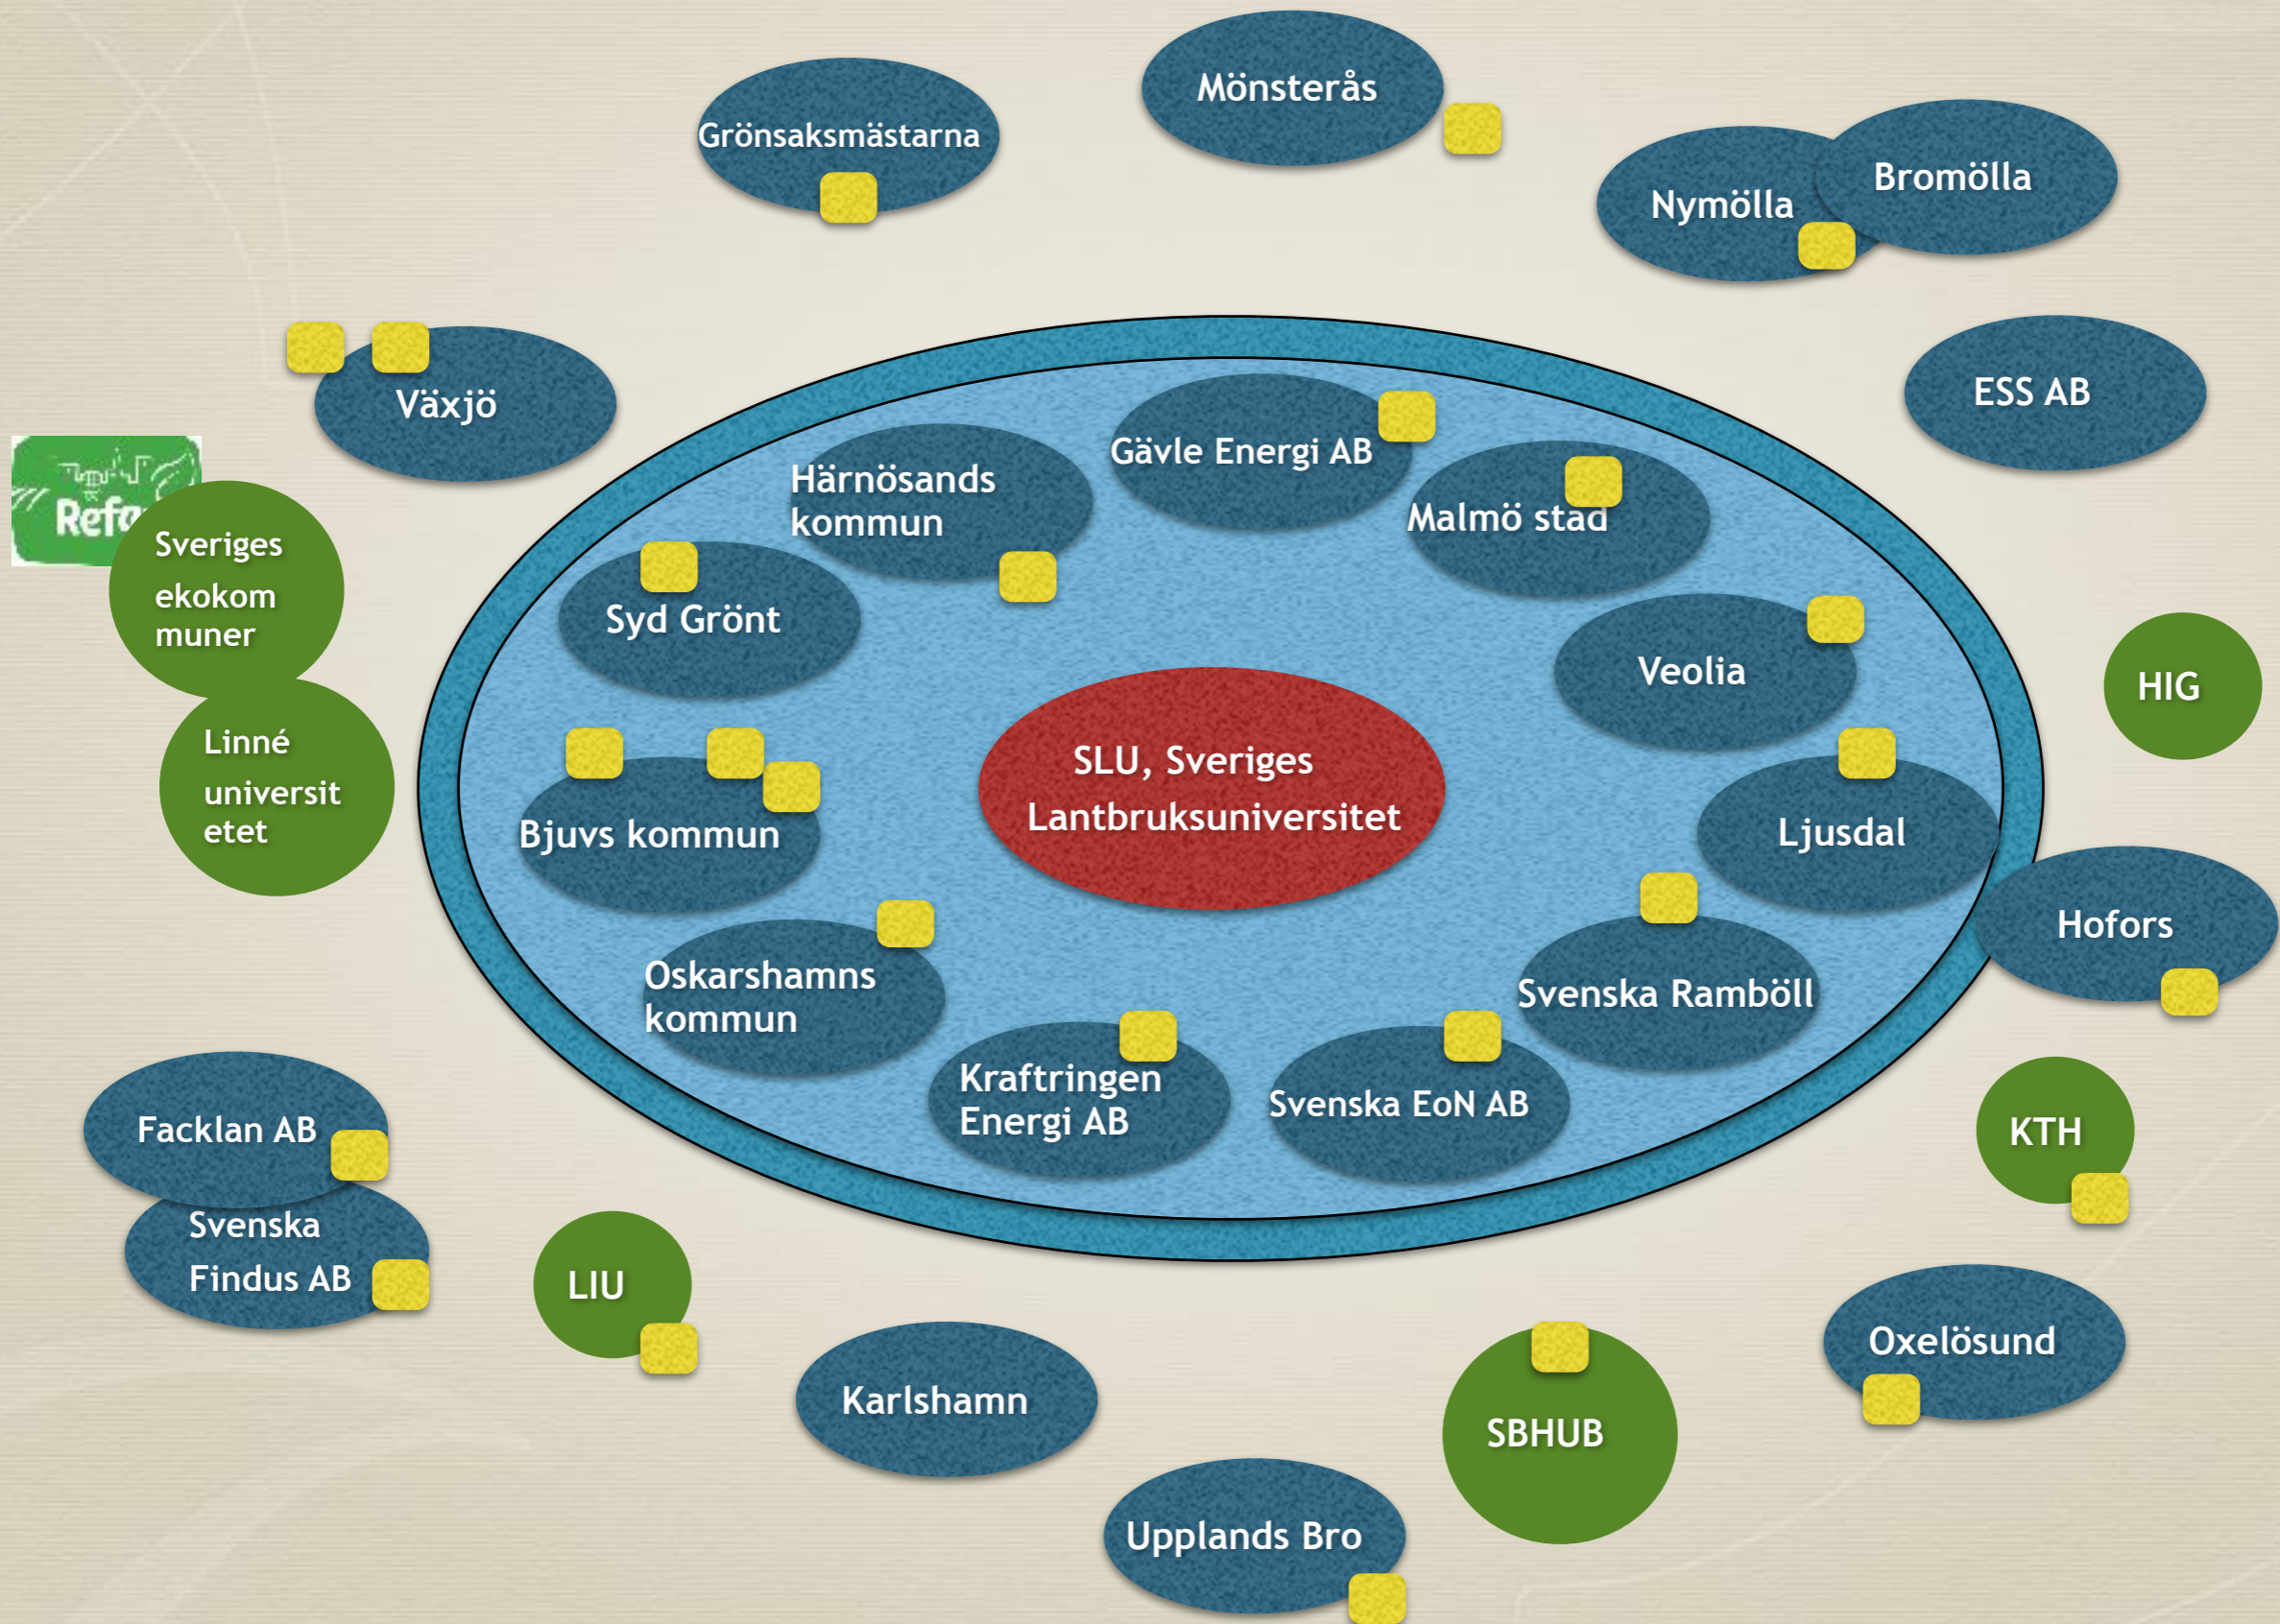 Mönsterås
Grönsaksmästarna
Bromölla
Nymölla
ESS AB
Växjö
Gävle Energi AB
Härnösands
kommun
Malmö stad
Sveriges
ekokom
muner
Syd Grönt
Veolia
HIG
Linné
universit
etet
SLU, Sveriges
Lantbruksuniversitet
Bjuvs kommun
Ljusdal
Hofors
Oskarshamns
kommun
Svenska Ramböll
Kraftringen
Energi AB
Svenska EoN AB
Facklan AB
KTH
Svenska
Findus AB
LIU
Oxelösund
Karlshamn
SBHUB
Upplands Bro